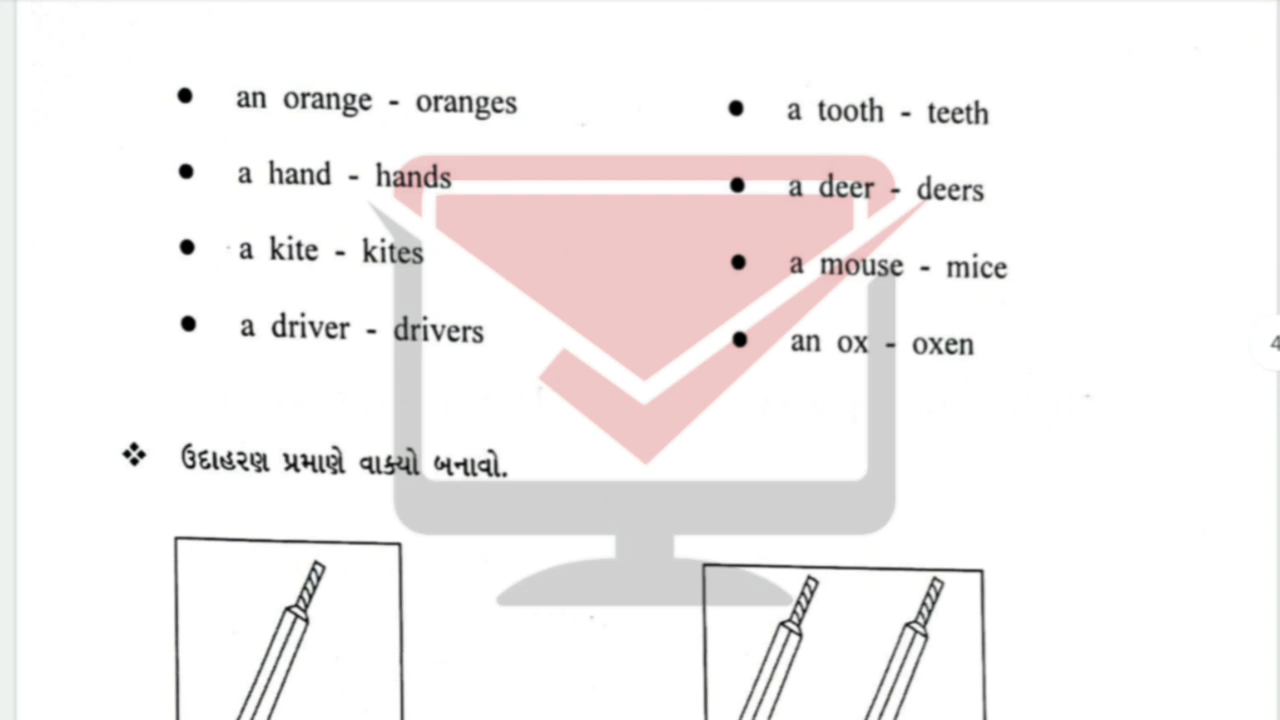 an orange - oranges
a tooth - teeth
a hand - hands
a deer - deers
a kite - kites
a mouse - mice
a driver - drivers
an ox - oxen
4
ઉદાહરણ પ્રમાણે વાક્યો બનાવો.